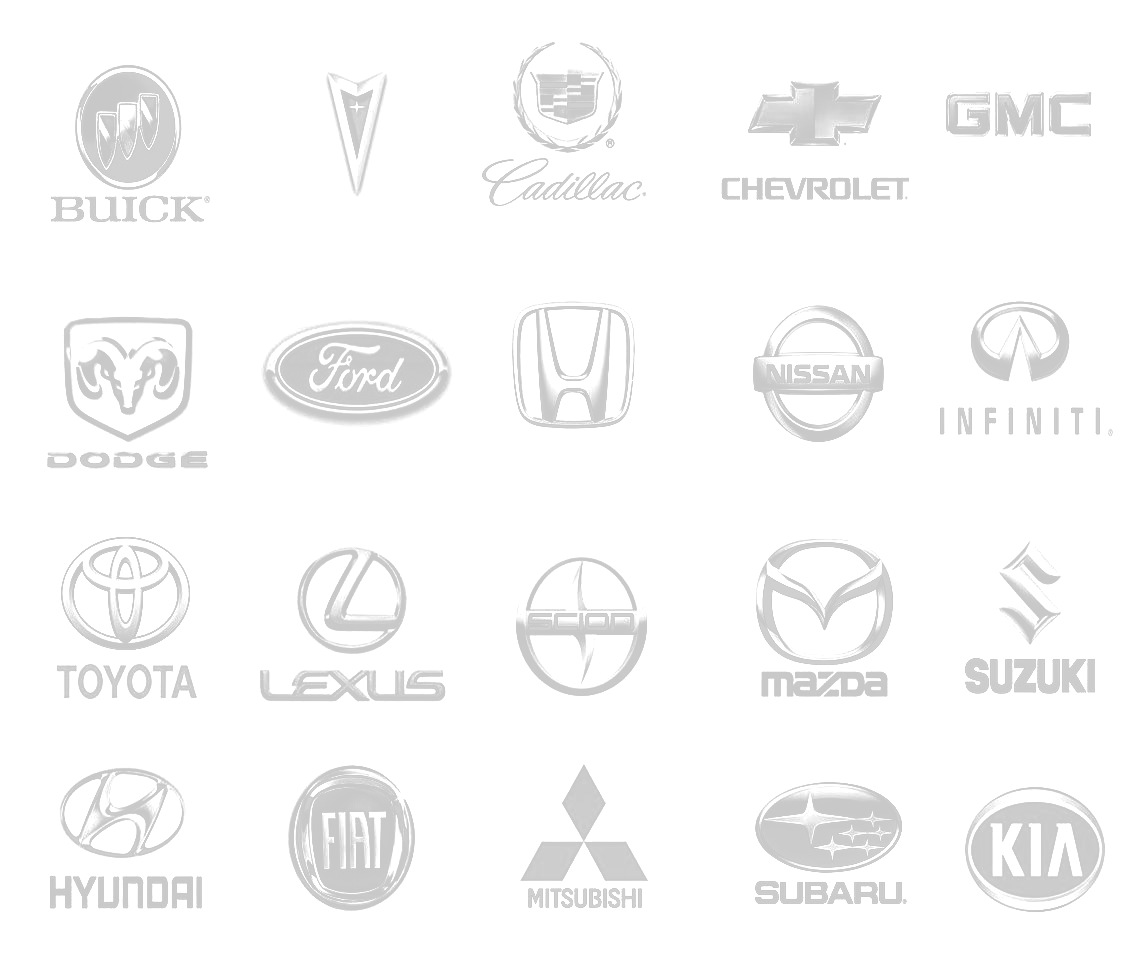 BUICK®
Cadillac®
CHEVROLET
GMC
DODGE
Ford
NISSAN
INFINITI®
TOYOTA
LEXUS
SCION
mazda
SUZUKI
HYUNDAI
FIAT
MITSUBISHI
SUBARU
KIA